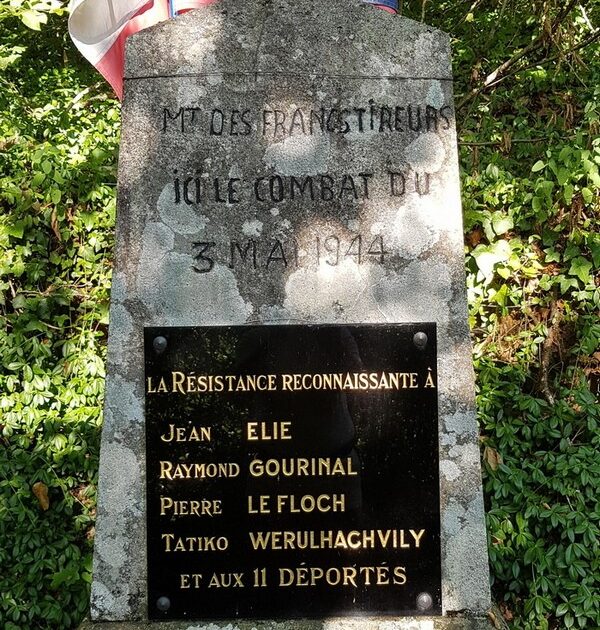 MT DES FRANCS TIREURS
ICI LE COMBAT DU
3 MAI 1944
LA RÉSISTANCE RECONNAISSANTE À
JEAN ELIE
RAYMOND GOURINAL
PIERRE LE FLOCH
TATIKO WERULHACHVILY
ET AUX 11 DÉPORTÉS